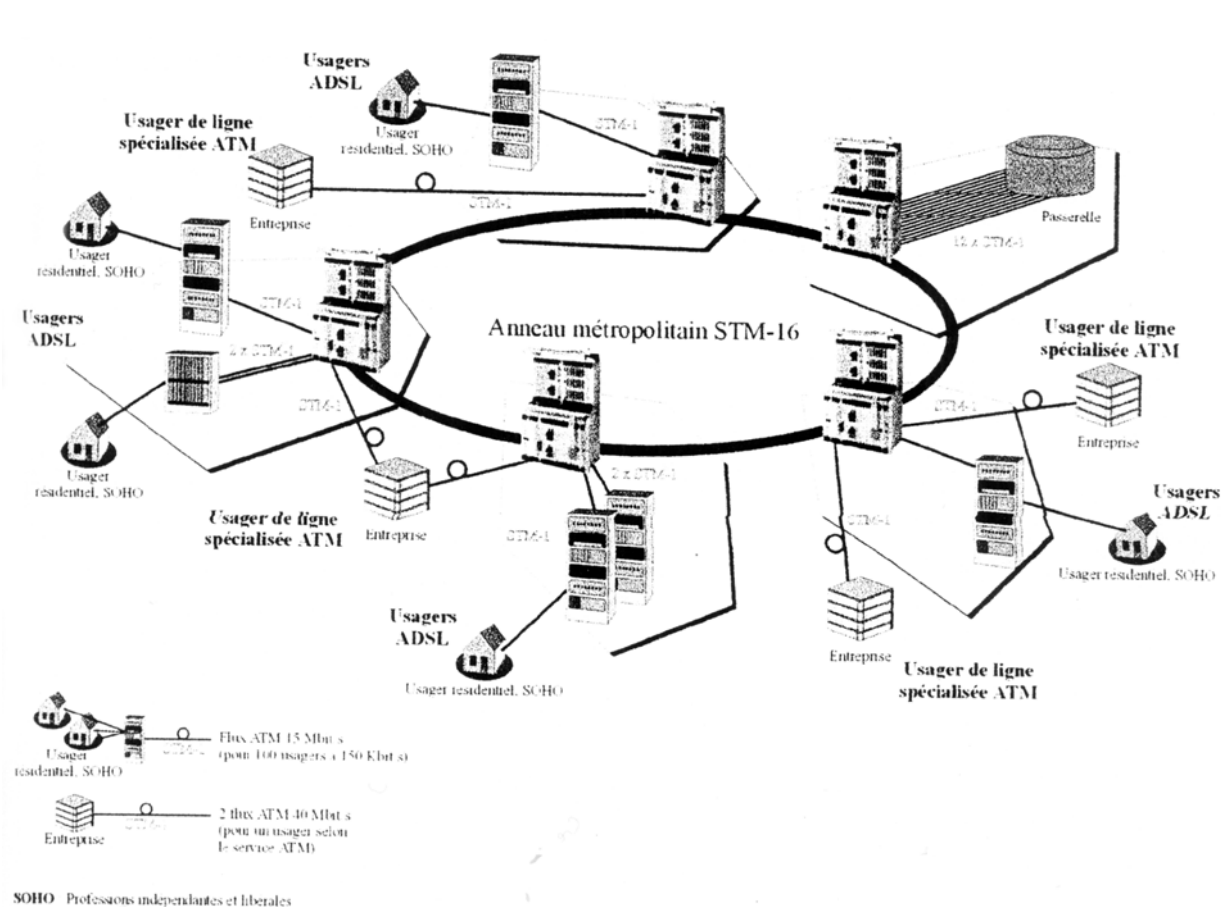 Usagers
ADSL
Usager
résidentiel, SOHO
STM-1
Usager de ligne
spécialisée ATM
Entreprise
STM-1
Passerelle
12 x STM-1
Usager
résidentiel, SOHO
STM-1
Usagers
ADSL
2 x STM-1
Usager
résidentiel, SOHO
STM-1
Anneau métropolitain STM-16
Usager de ligne
spécialisée ATM
STM-1
Entreprise
Usager de ligne
spécialisée ATM
Entreprise
2 x STM-1
STM-1
Usagers
ADSL
Usager résidentiel, SOHO
STM-1
Usagers
ADSL
Usager résidentiel, SOHO
Entreprise
Usager de ligne
spécialisée ATM
Usager
résidentiel, SOHO
Flux ATM 15 Mbit s
(pour 100 usagers à 150 Kbit s)
Entreprise
2 flux ATM 40 Mbit s
(pour un usager selon
le service ATM)
SOHO Professions indépendantes et libérales